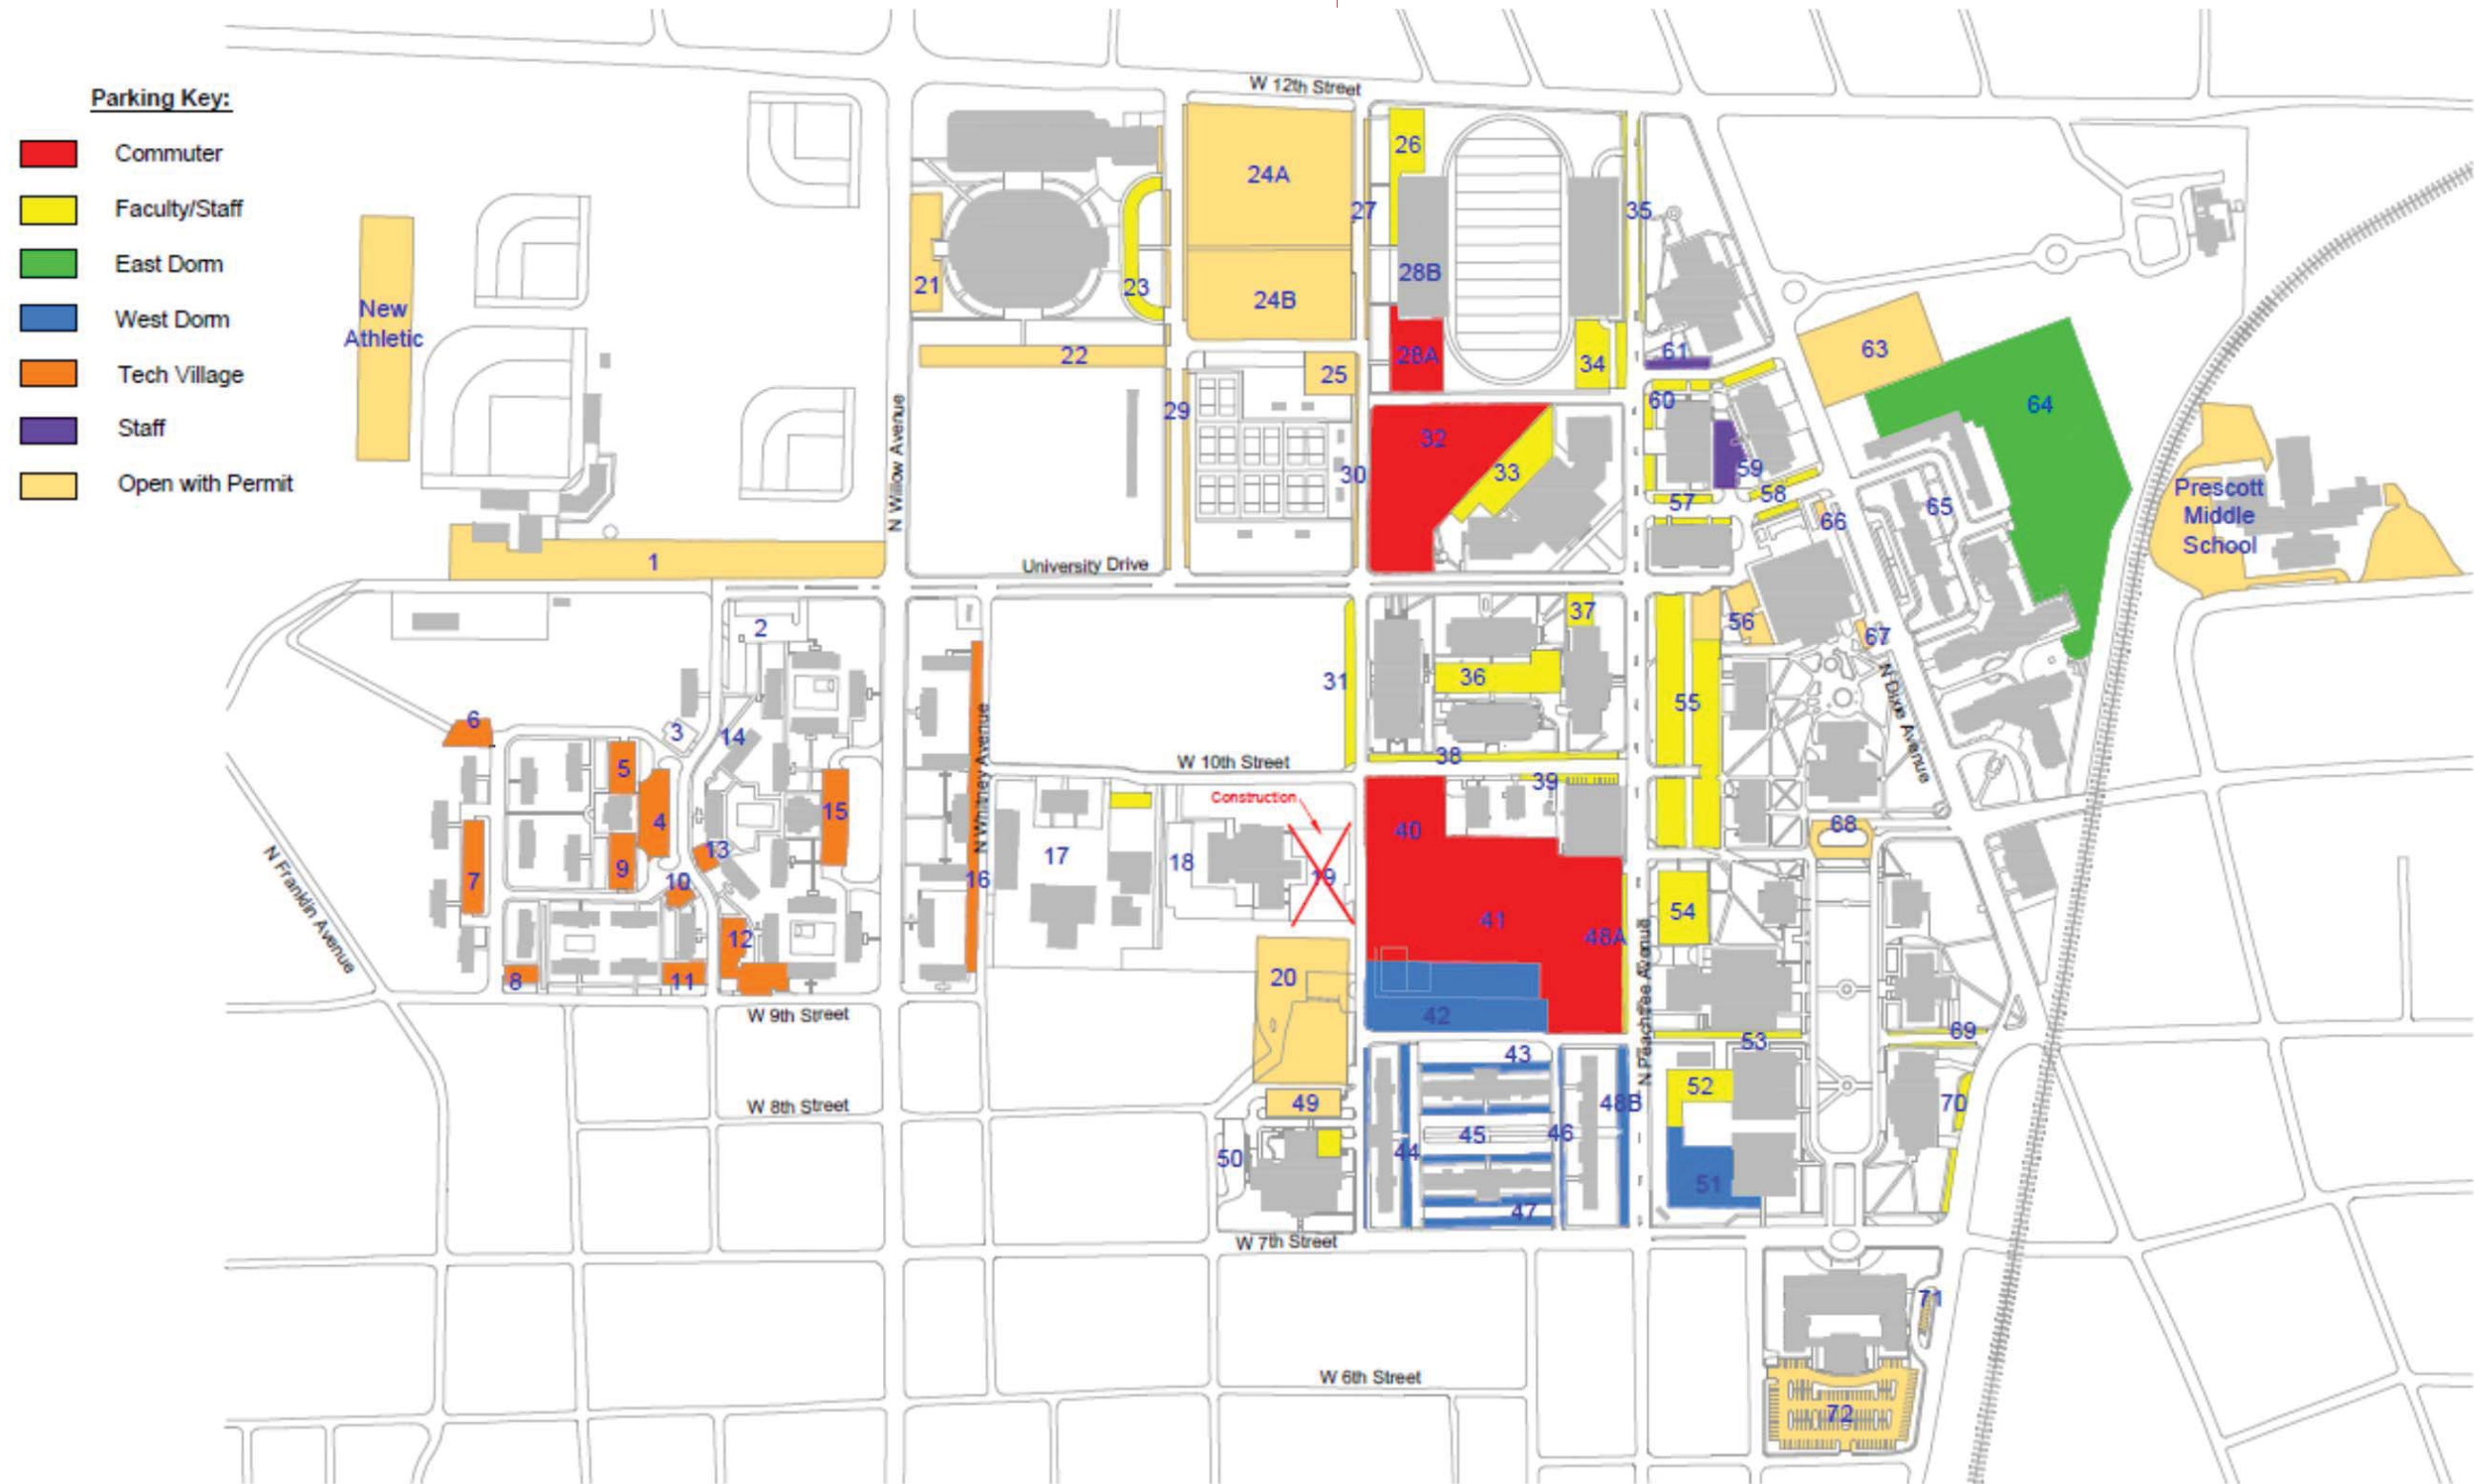 W 12th Street
Parking Key:
Commuter
Faculty/Staff
East Dorm
West Dorm
Tech Village
Staff
Open with Permit
New
Athletic
21
22
23
24A
24B
25
26
27
28B
28A
29
30
32
33
34
35
61
60
59
58
57
63
64
65
66
Prescott
Middle
School
N Willow Avenue
University Drive
1
2
3
14
6
5
4
15
7
9
13
10
12
8
11
16
N Whitney Avenue
N Franklin Avenue
31
W 10th Street
36
37
38
39
55
56
67
N Dixie Avenue
68
Construction
17
18
19
40
41
48A
54
20
42
N Peachtree Avenue
W 9th Street
43
53
69
52
70
W 8th Street
49
48B
45
46
44
50
51
47
W 7th Street
71
W 6th Street
72